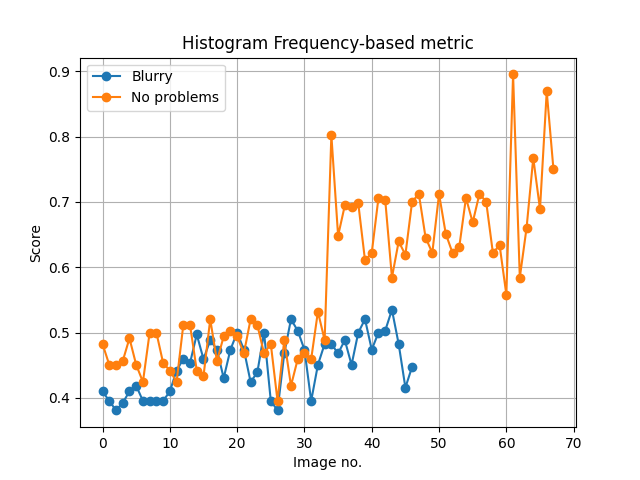 Histogram Frequency-based metric
Blurry
No problems
Score
0.9
0.8
0.7
0.6
0.5
0.4
0 10 20 30 40 50 60 70
Image no.